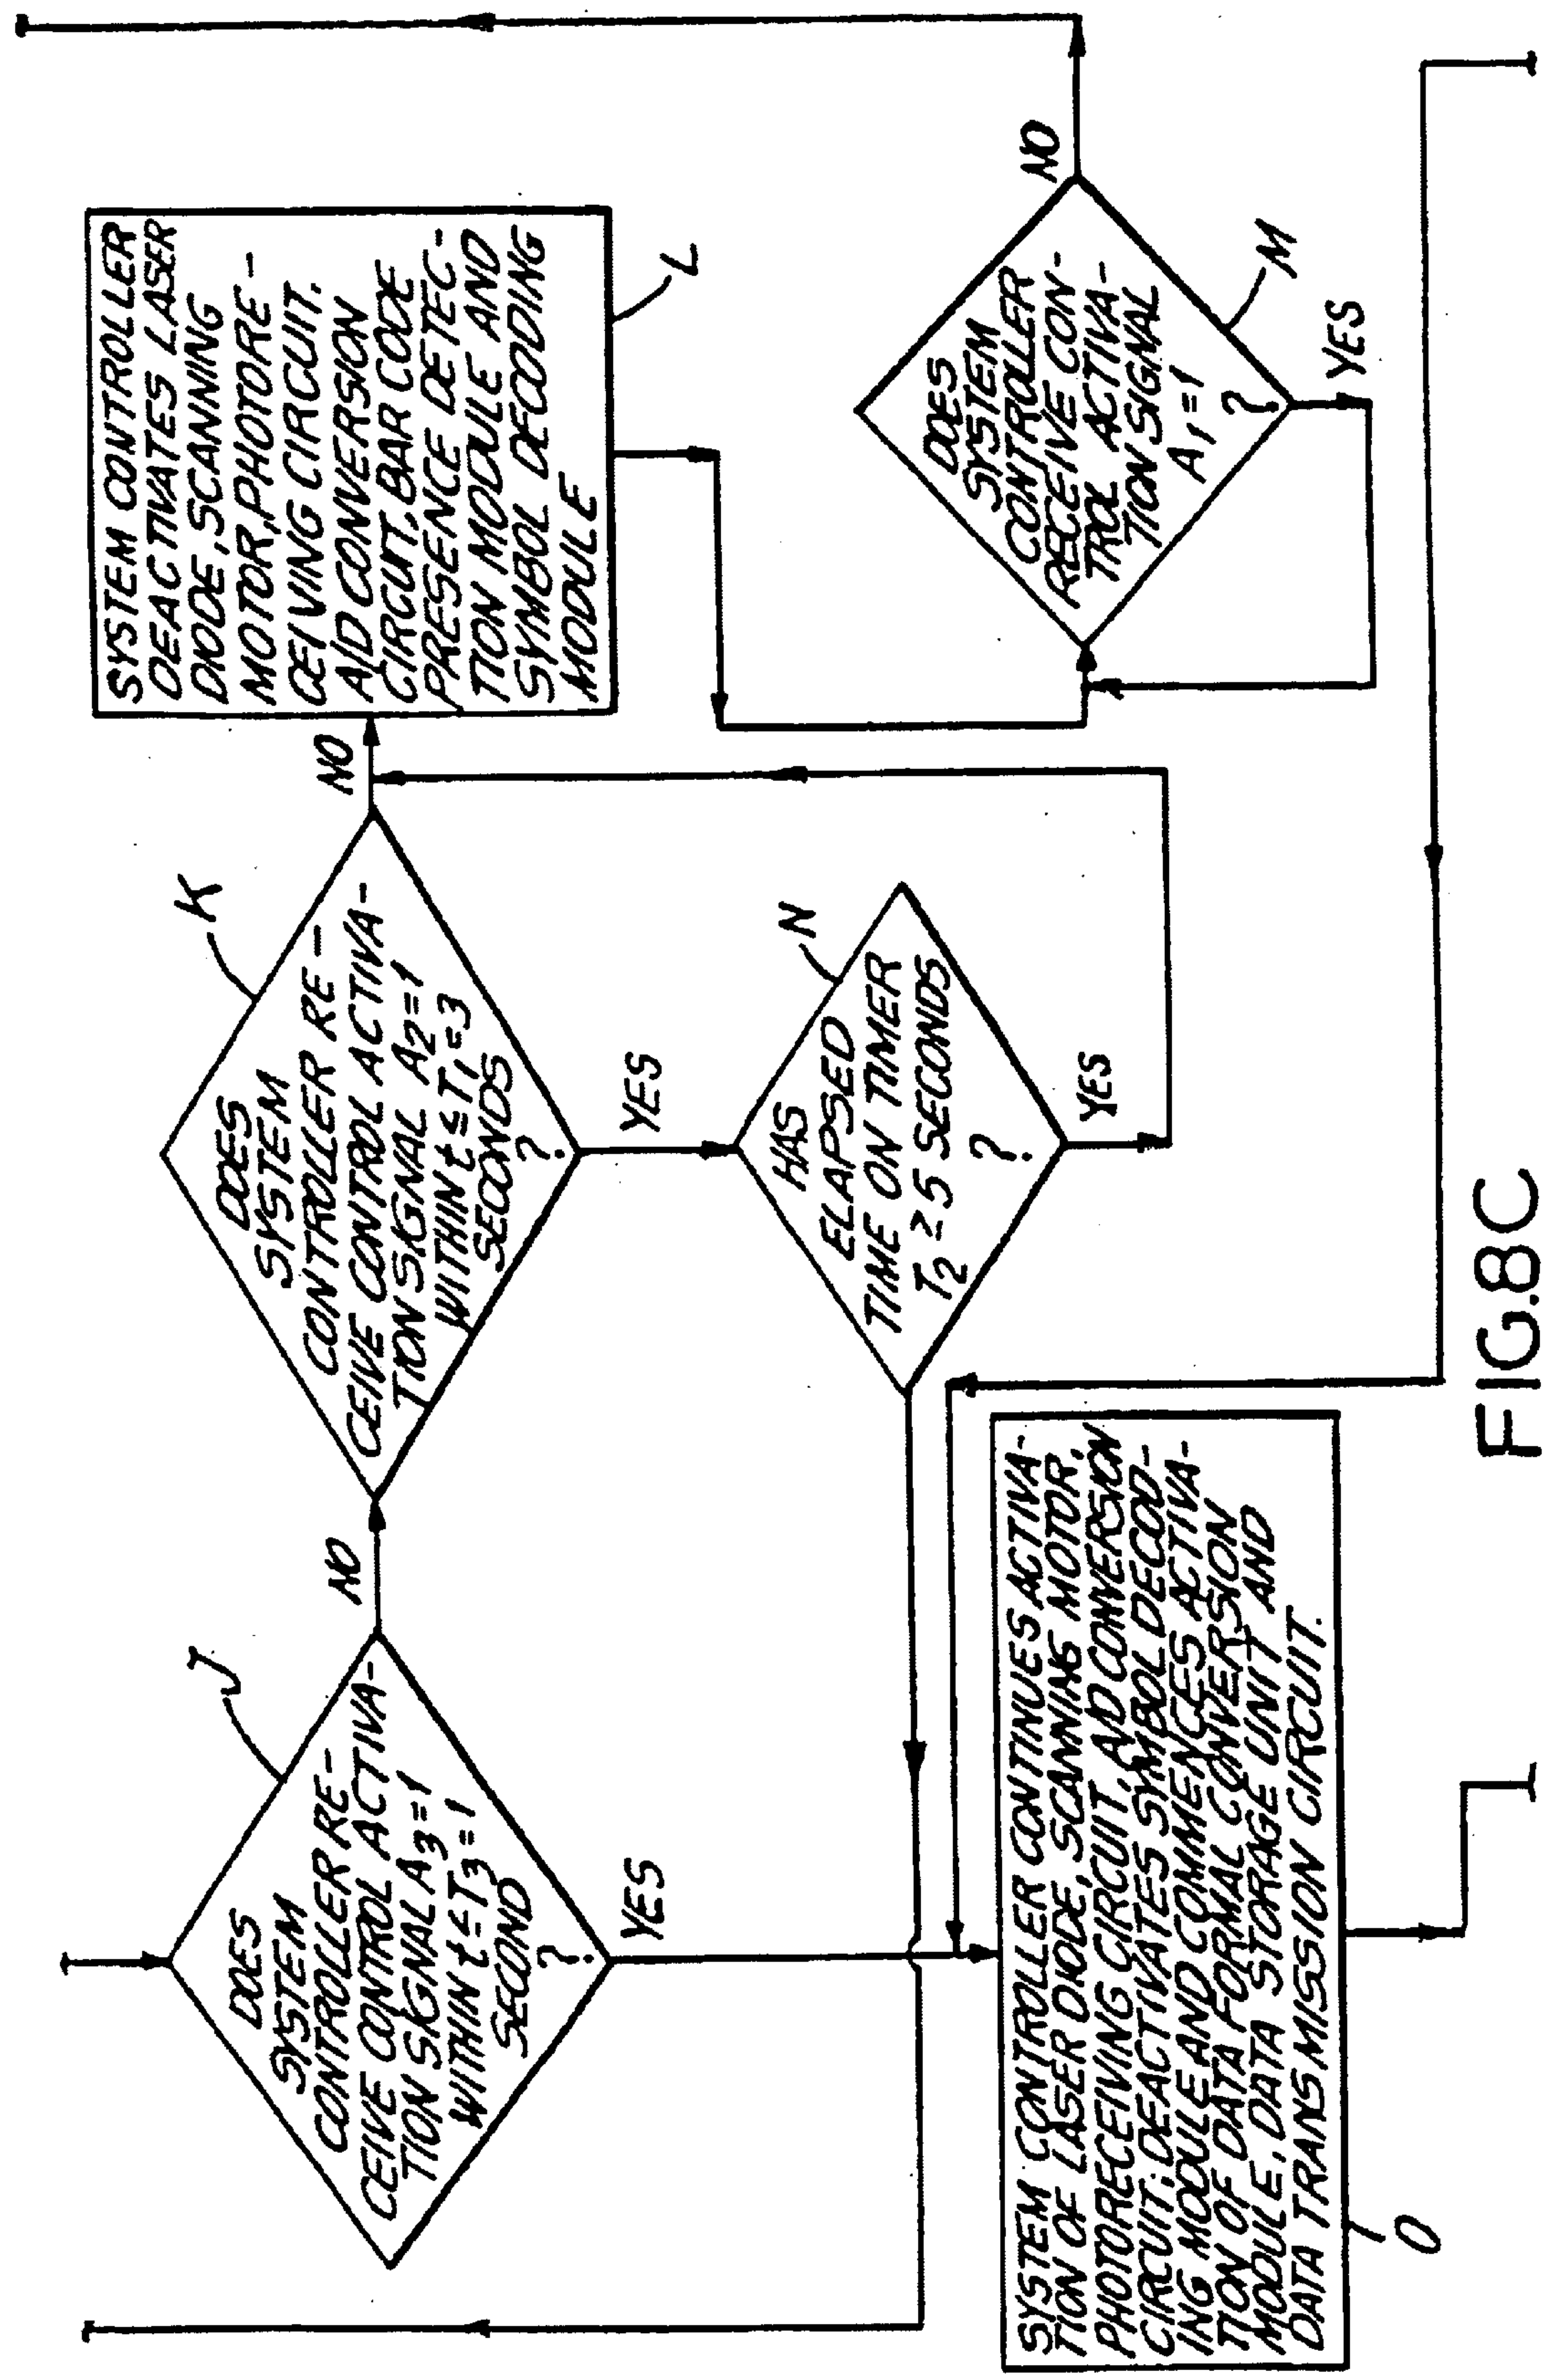 J
DOES
SYSTEM
CONTROLLER RE-
CEIVE CONTROL ACTIVA-
TION SIGNAL A3=1
WITHIN t≤T3=1
SECOND
?
NO
YES
K
DOES
SYSTEM
CONTROLLER RE-
CEIVE CONTROL ACTIVA-
TION SIGNAL A2=1
WITHIN t≤T1=3
SECONDS
?
NO
YES
SYSTEM CONTROLLER
DEACTIVATES LASER
DIODE, SCANNING
MOTOR, PHOTORE-
CEIVING CIRCUIT.
A/D CONVERSION
CIRCUT, BAR CODE
PRESENCE DETEC-
TION MODULE AND
SYMBOL DECODING
MODULE
L
N
HAS
ELAPSED
TIME ON TIMER
T2 ≥ 5 SECONDS
?
YES
DOES
SYSTEM
CONTROLLER
RECEIVE CON-
TROL ACTIVA-
TION SIGNAL
A1=1
?
M
NO
YES
SYSTEM CONTROLLER CONTINUES ACTIVA-
TION OF LASER DIODE, SCANNING MOTOR,
PHOTORECEIVING CIRCUIT, A/D CONVERSION
CIRCUIT; DEACTIVATES SYMBOL DECOD-
ING MODULE AND COMMENCES ACTIVA-
TION OF DATA FORMAL CONVERSION
MODULE, DATA STORAGE UNIT AND
DATA TRANSMISSION CIRCUIT.
O
FIG.8C